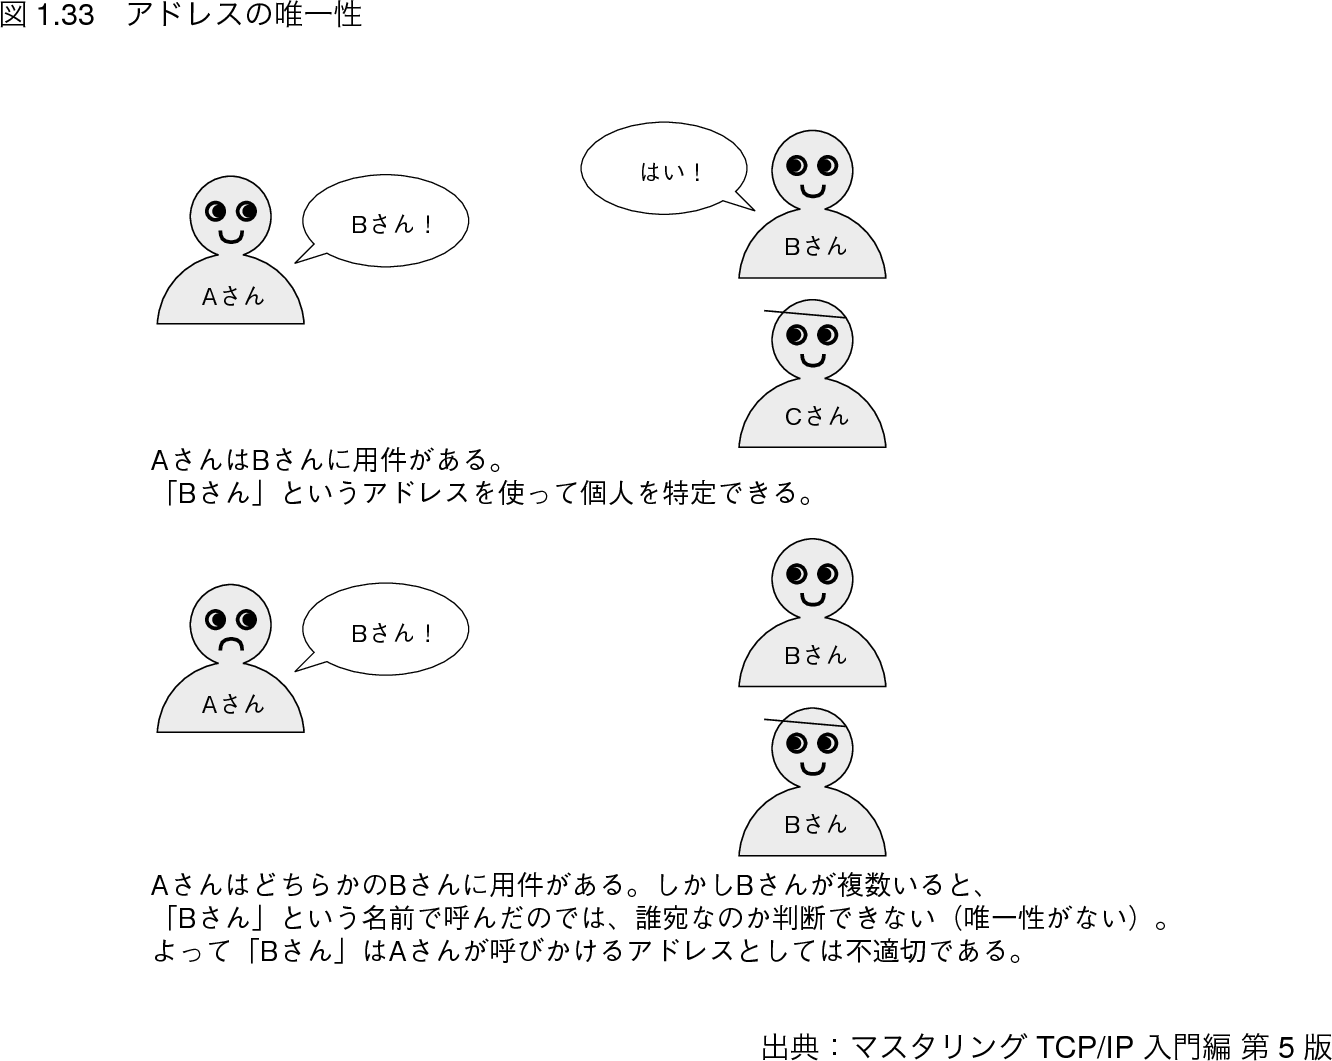 図 1.33　アドレスの唯一性
Bさん！
はい！
Aさん
Bさん
Cさん
AさんはBさんに用件がある。
「Bさん」というアドレスを使って個人を特定できる。
Bさん！
Aさん
Bさん
Bさん
AさんはどちらかのBさんに用件がある。しかしBさんが複数いると、
「Bさん」という名前で呼んだのでは、誰宛なのか判断できない（唯一性がない）。
よって「Bさん」はAさんが呼びかけるアドレスとしては不適切である。
出典：マスタリング TCP/IP 入門編 第 5 版